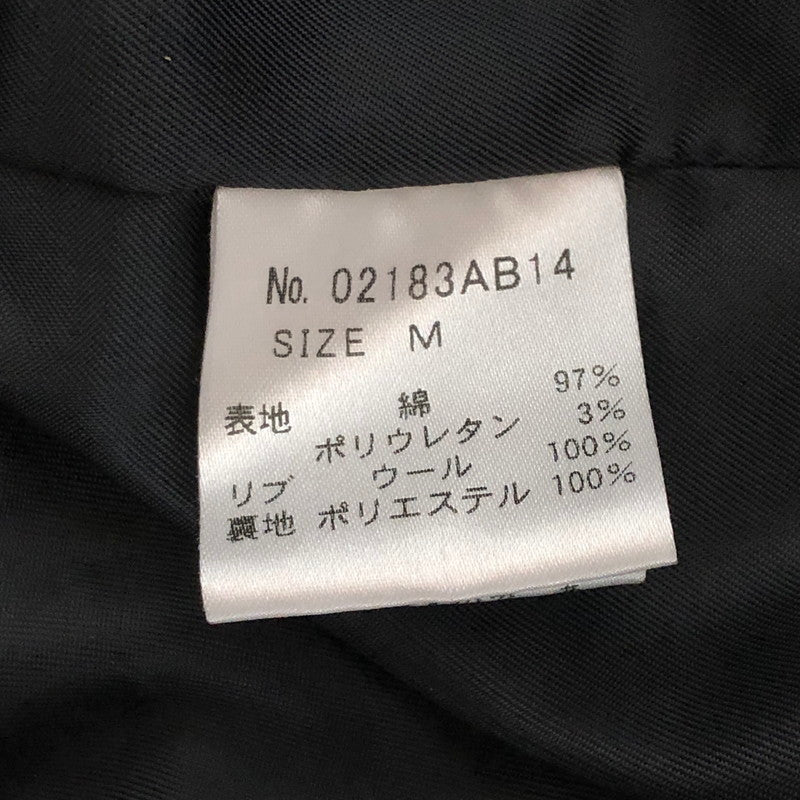 No. 02183AB14
SIZE M
表地 綿 97%
ポリウレタン 3%
リブ ウール 100%
裏地 ポリエステル 100%